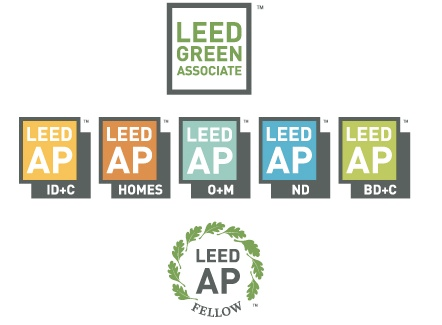 LEED
GREEN
ASSOCIATE
™
LEED
AP
ID+C
™
LEED
AP
HOMES
™
LEED
AP
O+M
™
LEED
AP
ND
™
LEED
AP
BD+C
™
LEED
AP
FELLOW
™